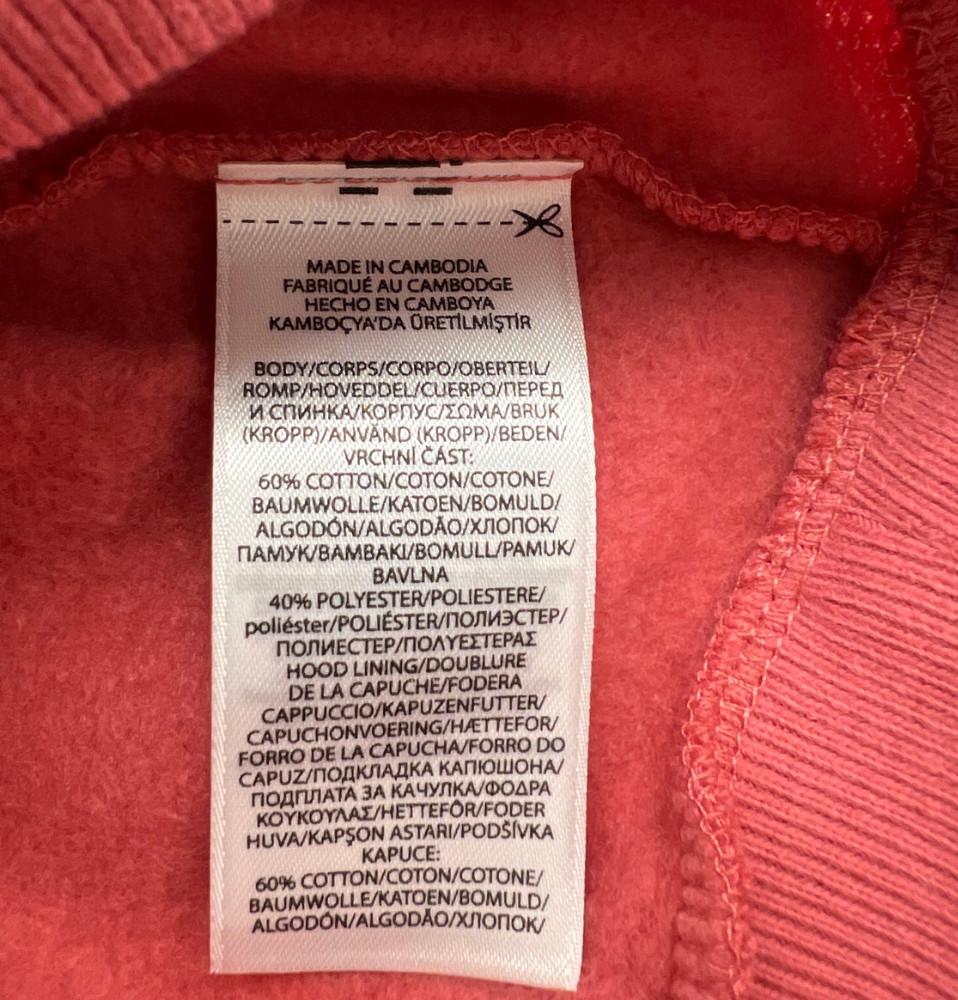 MADE IN CAMBODIA
FABRIQUÉ AU CAMBODGE
HECHO EN CAMBOYA
KAMBOÇYA'DA ÜRETİLMİŞTİR
BODY/CORPS/CORPO/OBERTEIL/
ROMP/HOVEDDEL/CUERPO/ПЕРЕД
И СПИНКА/КОРПУС/ΣΩΜΑ/BRUK
(KROPP)/ANVÄND (KROPP)/BEDEN/
VRCHNÍ ČÁST:
60% COTTON/COTON/COTONE/
BAUMWOLLE/KATOEN/BOMULD/
ALGODÓN/ALGODÃO/ХЛОПОК/
ПАМУК/ΒΑΜΒΑΚΙ/BOMULL/PAMUK/
BAVLNA
40% POLYESTER/POLIESTERE/
poliéster/POLIÉSTER/ПОЛИЭСТЕР/
ПОЛИЕСТЕР/ΠΟΛΥΕΣΤΕΡΑΣ
HOOD LINING/DOUBLURE
DE LA CAPUCHE/FODERA
CAPPUCCIO/KAPUZENFUTTER/
CAPUCHONVOERING/HÆTTEFOR/
FORRO DE LA CAPUCHA/FORRO DO
CAPUZ/ПОДКЛАДКА КАПЮШОНА/
ПОДПЛАТА ЗА КАЧУЛКА/ΦΟΔΡΑ
ΚΟΥΚΟΥΛΑΣ/HETTEFÔR/FODER
HUVA/KAPŞON ASTARI/PODŠÍVKA
KAPUCE:
60% COTTON/COTON/COTONE/
BAUMWOLLE/KATOEN/BOMULD/
ALGODÓN/ALGODÃO/ХЛОПОК/